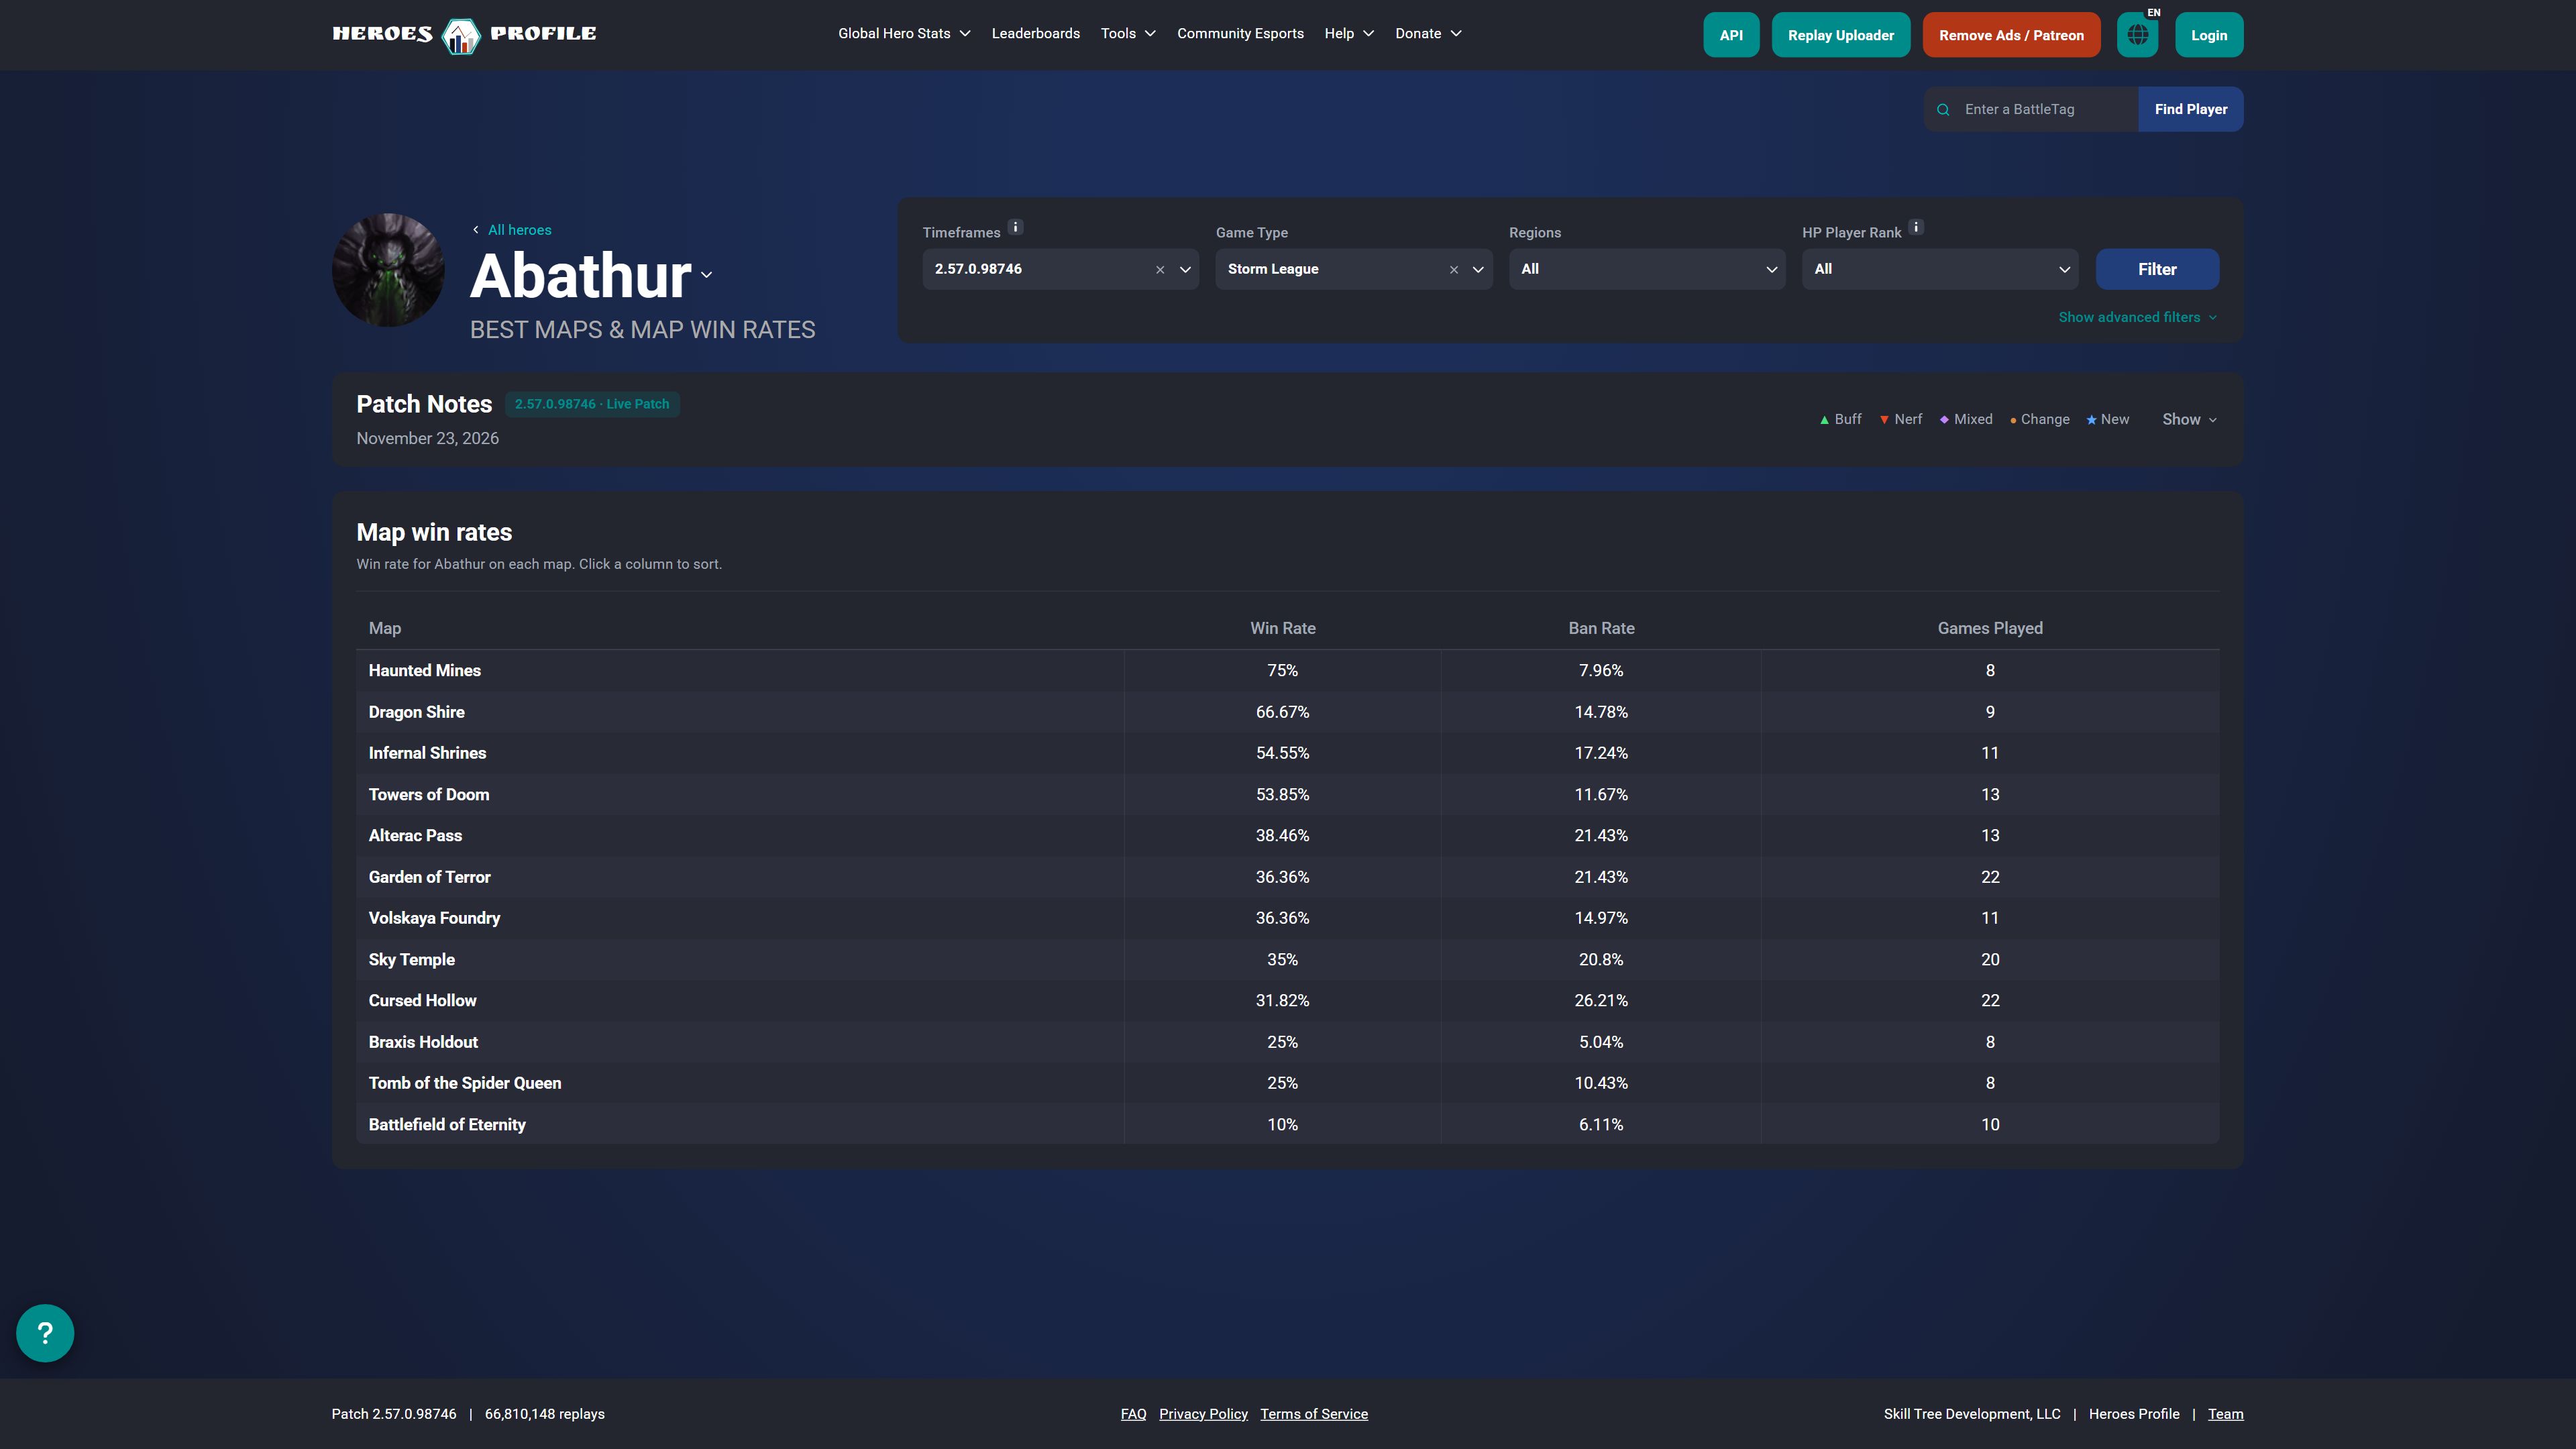 HEROES PROFILE
Global Hero Stats Leaderboards Tools Community Esports Help Donate
API Replay Uploader Remove Ads / Patreon EN Login
Enter a BattleTag Find Player
All heroes
Abathur
BEST MAPS & MAP WIN RATES
Timeframes i Game Type Regions HP Player Rank i
2.57.0.98746 × Storm League × All All Filter
Show advanced filters
Patch Notes 2.57.0.98746 · Live Patch
November 23, 2026
Buff Nerf Mixed Change New Show
Map win rates
Win rate for Abathur on each map. Click a column to sort.
Map Win Rate Ban Rate Games Played
Haunted Mines 75% 7.96% 8
Dragon Shire 66.67% 14.78% 9
Infernal Shrines 54.55% 17.24% 11
Towers of Doom 53.85% 11.67% 13
Alterac Pass 38.46% 21.43% 13
Garden of Terror 36.36% 21.43% 22
Volskaya Foundry 36.36% 14.97% 11
Sky Temple 35% 20.8% 20
Cursed Hollow 31.82% 26.21% 22
Braxis Holdout 25% 5.04% 8
Tomb of the Spider Queen 25% 10.43% 8
Battlefield of Eternity 10% 6.11% 10
?
Patch 2.57.0.98746 | 66,810,148 replays
FAQ Privacy Policy Terms of Service
Skill Tree Development, LLC | Heroes Profile | Team